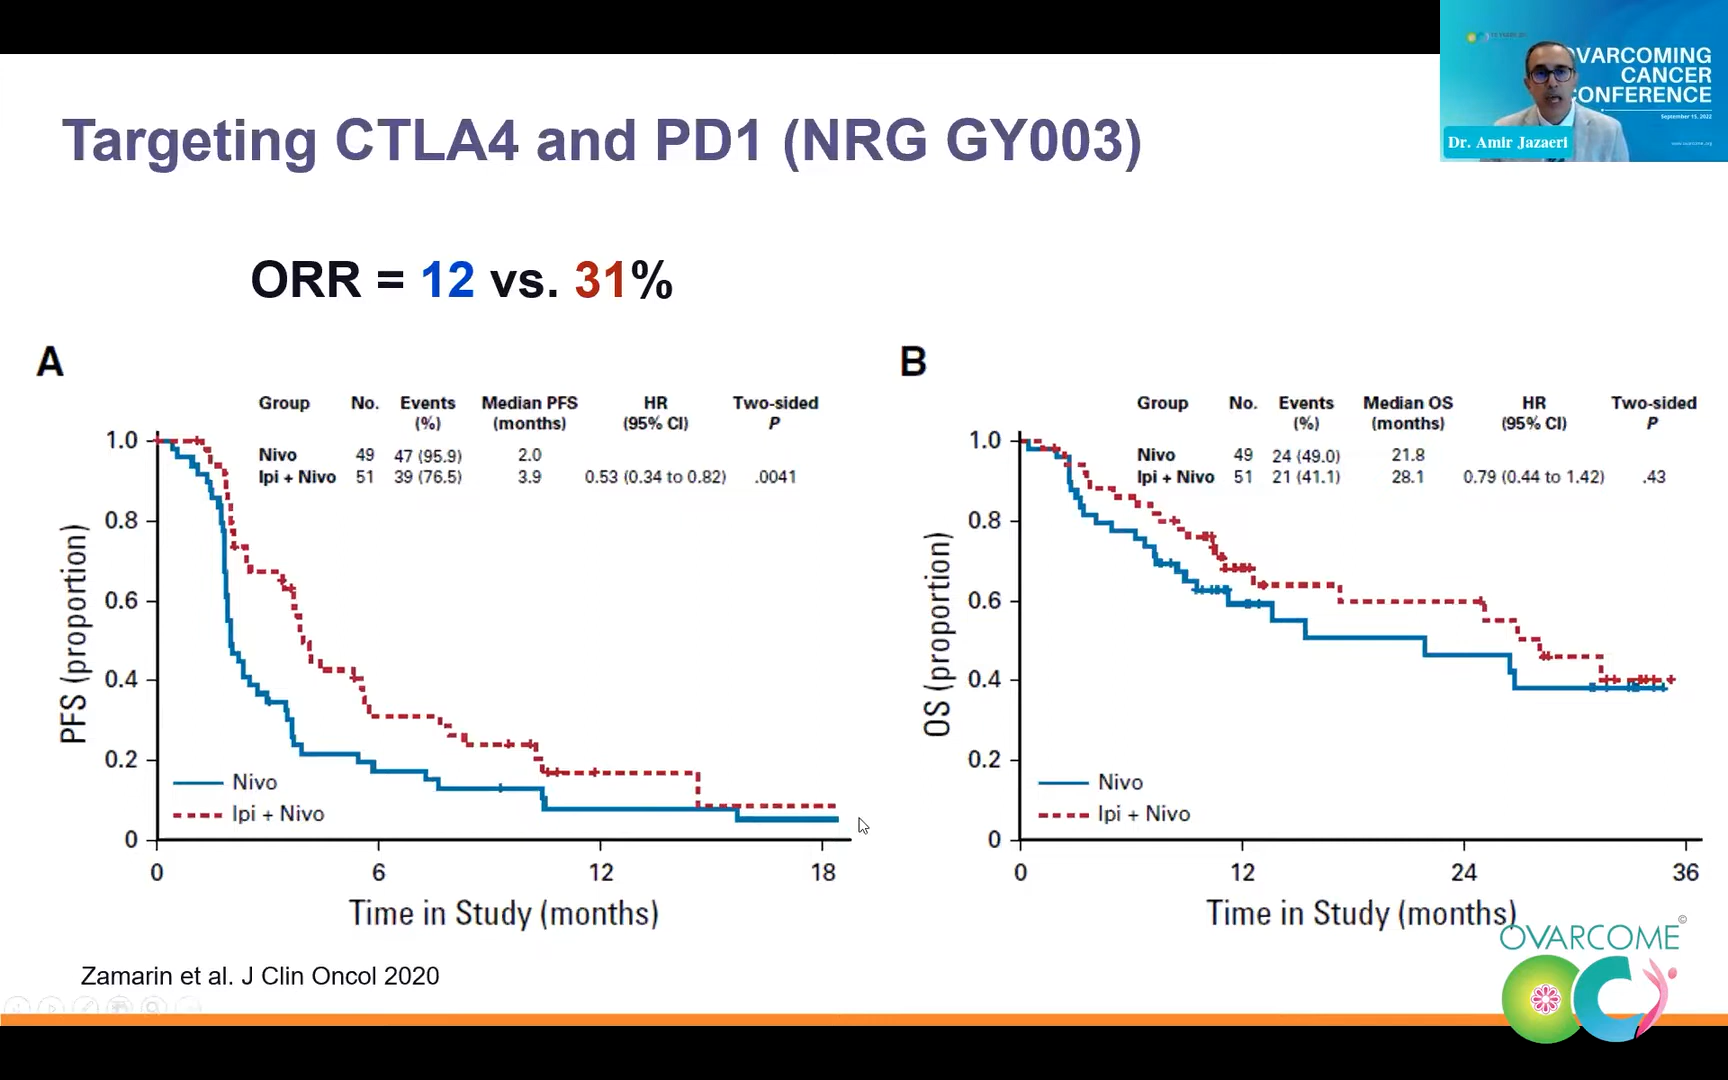 Targeting CTLA4 and PD1 (NRG GY003)
VARCOMING
CANCER
ONFERENCE
September 15, 2022
Dr. Amir Jazaeri
www.ovarcome.org
ORR = 12 vs. 31%
A
Group No. Events (%) Median PFS (months) HR (95% CI) Two-sided P
Nivo 49 47 (95.9) 2.0
Ipi + Nivo 51 39 (76.5) 3.9 0.53 (0.34 to 0.82) .0041
PFS (proportion)
1.0
0.8
0.6
0.4
0.2
0
Nivo
Ipi + Nivo
0 6 12 18
Time in Study (months)
B
Group No. Events (%) Median OS (months) HR (95% CI) Two-sided P
Nivo 49 24 (49.0) 21.8
Ipi + Nivo 51 21 (41.1) 28.1 0.79 (0.44 to 1.42) .43
OS (proportion)
1.0
0.8
0.6
0.4
0.2
0
Nivo
Ipi + Nivo
0 12 24 36
Time in Study (months)
Zamarin et al. J Clin Oncol 2020
OVARCOME©